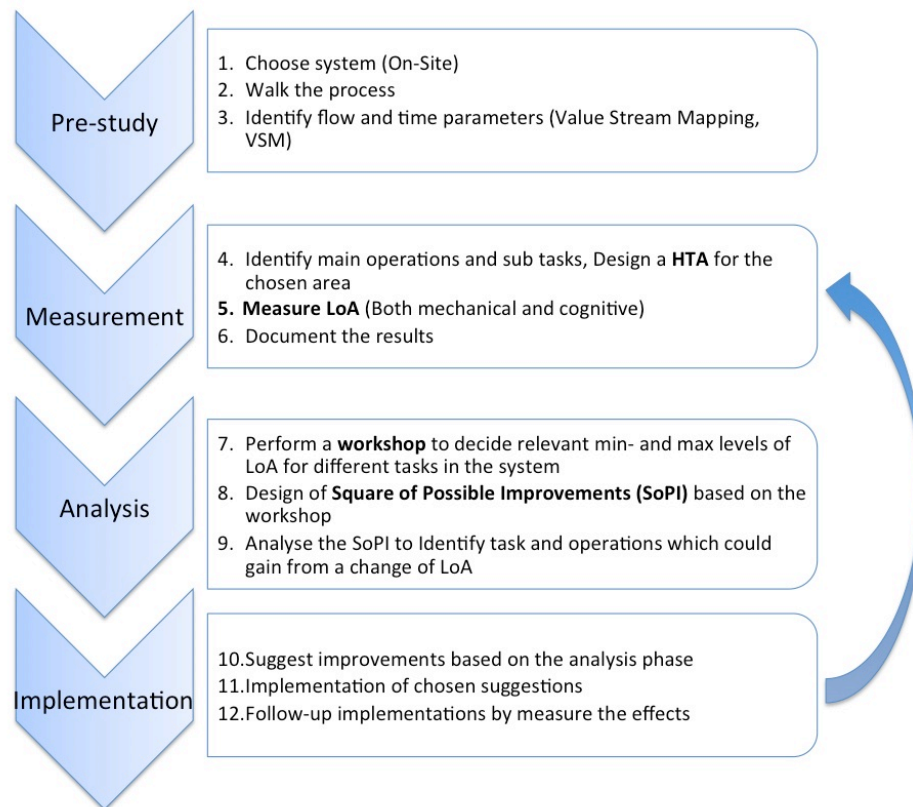 Pre-study
1. Choose system (On-Site)
2. Walk the process
3. Identify flow and time parameters (Value Stream Mapping,
VSM)
Measurement
4. Identify main operations and sub tasks, Design a HTA for the
chosen area
5. Measure LoA (Both mechanical and cognitive)
6. Document the results
Analysis
7. Perform a workshop to decide relevant min- and max levels of
LoA for different tasks in the system
8. Design of Square of Possible Improvements (SoPI) based on the
workshop
9. Analyse the SoPI to Identify task and operations which could
gain from a change of LoA
Implementation
10.Suggest improvements based on the analysis phase
11.Implementation of chosen suggestions
12.Follow-up implementations by measure the effects